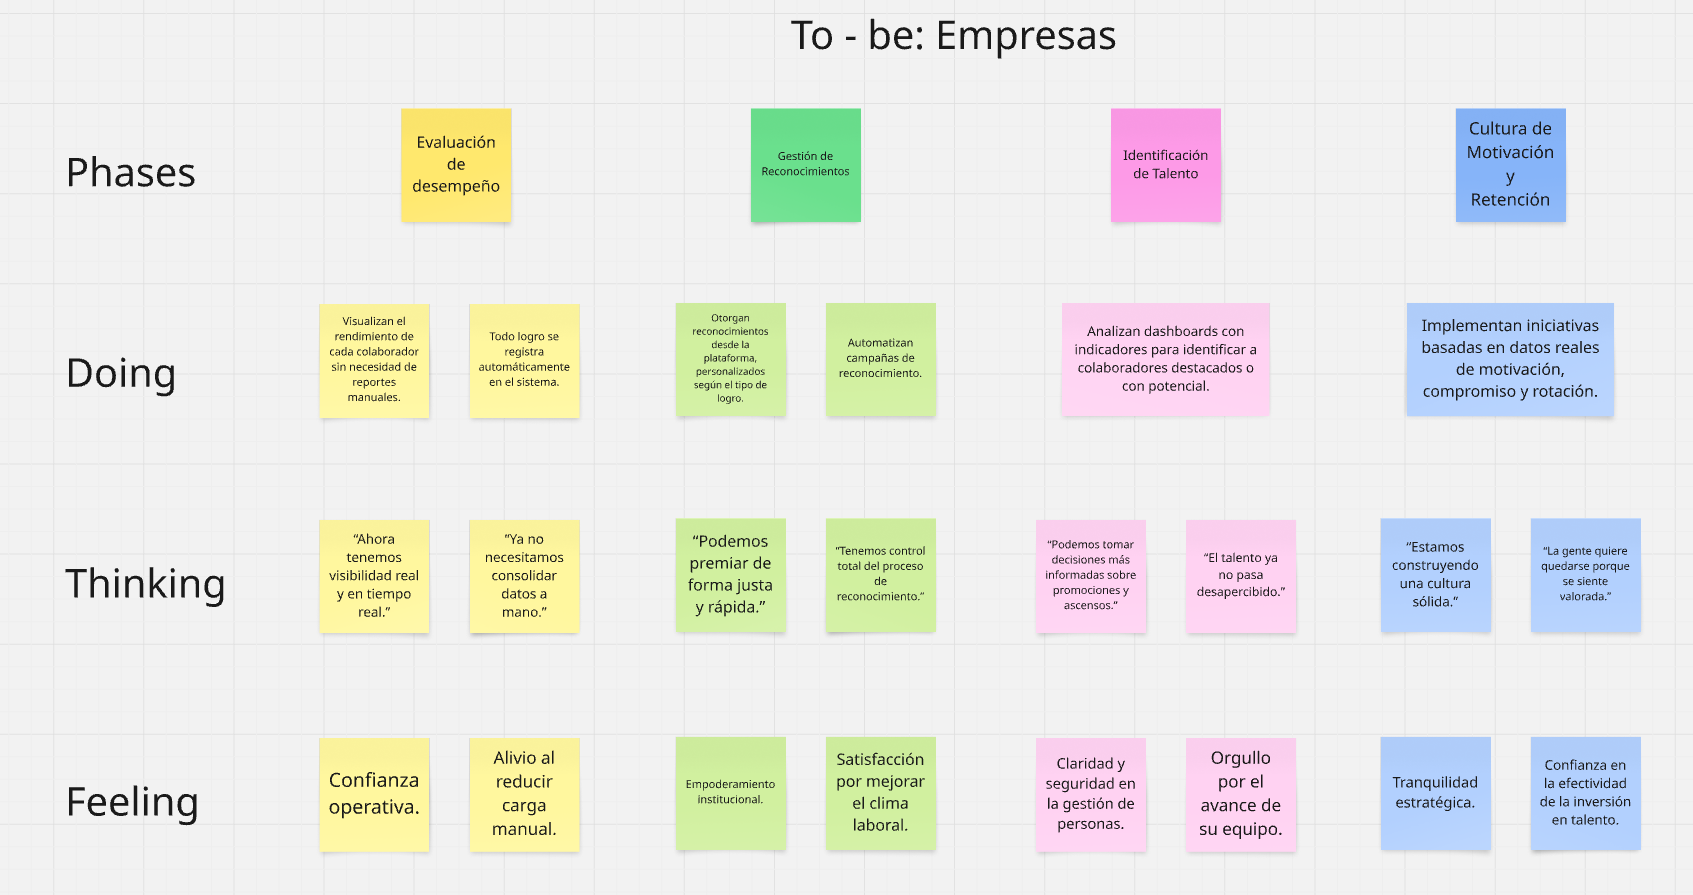 To - be: Empresas
Phases
Evaluación
de
desempeño
Gestión de
Reconocimientos
Identificación
de Talento
Cultura de
Motivación
y
Retención
Doing
Visualizan el
rendimiento de
cada colaborador
sin necesidad de
reportes
manuales.
Todo logro se
registra
automáticamente
en el sistema.
Otorgan
reconocimientos
desde la
plataforma,
personalizados
según el tipo de
logro.
Automatizan
campañas de
reconocimiento.
Analizan dashboards con
indicadores para identificar a
colaboradores destacados o
con potencial.
Implementan iniciativas
basadas en datos reales
de motivación,
compromiso y rotación.
Thinking
“Ahora
tenemos
visibilidad real
y en tiempo
real.”
“Ya no
necesitamos
consolidar
datos a
mano.”
“Podemos
premiar de
forma justa
y rápida.”
“Tenemos control
total del proceso
de
reconocimiento.”
“Podemos tomar
decisiones más
informadas sobre
promociones y
ascensos.”
“El talento ya
no pasa
desapercibido.”
“Estamos
construyendo
una cultura
sólida.”
“La gente quiere
quedarse porque
se siente
valorada.”
Feeling
Confianza
operativa.
Alivio al
reducir
carga
manual.
Empoderamiento
institucional.
Satisfacción
por mejorar
el clima
laboral.
Claridad y
seguridad en
la gestión de
personas.
Orgullo
por el
avance de
su equipo.
Tranquilidad
estratégica.
Confianza en
la efectividad
de la inversión
en talento.